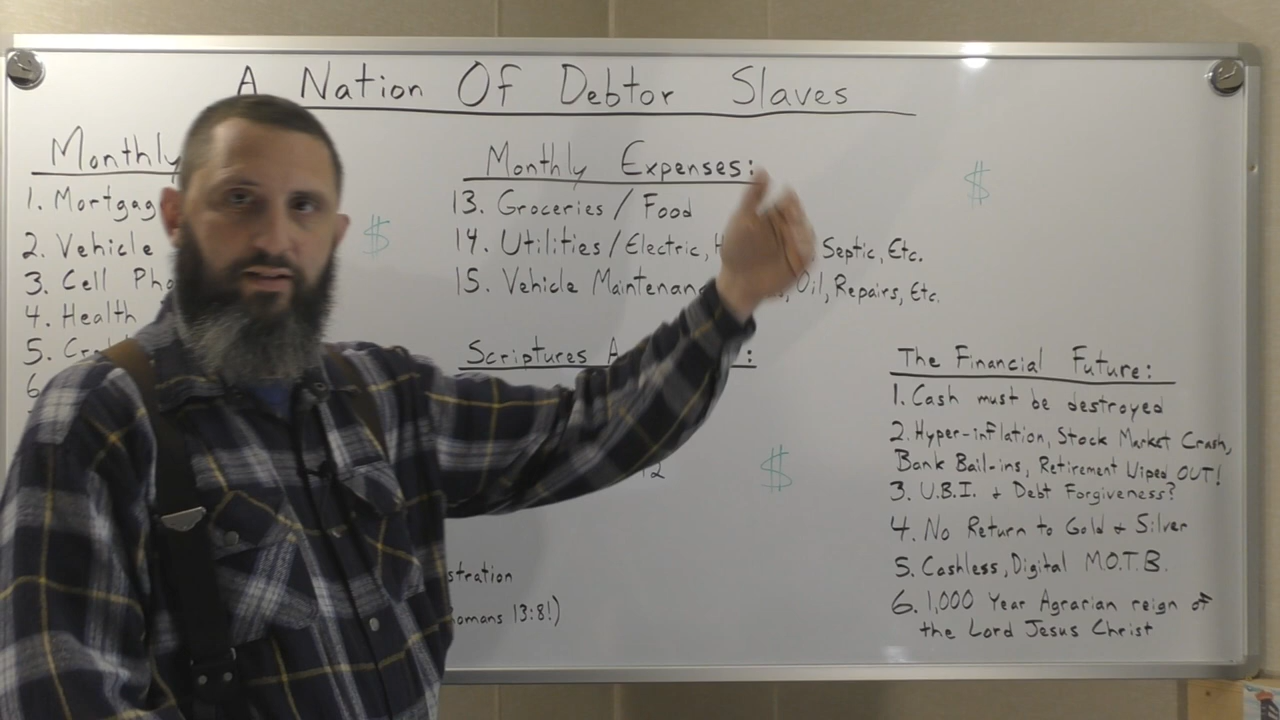 A Nation Of Debtor Slaves
Monthly
1. Mortgag
2. Vehicle
3. Cell Pho
4. Health
5. Cr
6
Monthly Expenses:
13. Groceries / Food
14. Utilities / Electric, H Septic, Etc.
15. Vehicle Maintenan Oil, Repairs, Etc.
$
$
Scriptures A :
12
$
stration
omans 13:8!)
The Financial Future:
1. Cash must be destroyed
2. Hyper-inflation, Stock Market Crash,
Bank Bail-ins, Retirement Wiped OUT!
3. U.B.I. + Debt Forgiveness?
4. No Return to Gold + Silver
5. Cashless, Digital M.O.T.B.
6. 1,000 Year Agrarian reign of
the Lord Jesus Christ